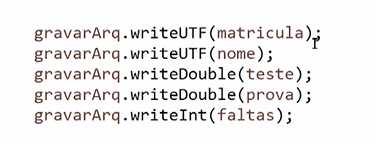 gravarArq.writeUTF(matricula);
gravarArq.writeUTF(nome);
gravarArq.writeDouble(teste);
gravarArq.writeDouble(prova);
gravarArq.writeInt(faltas);